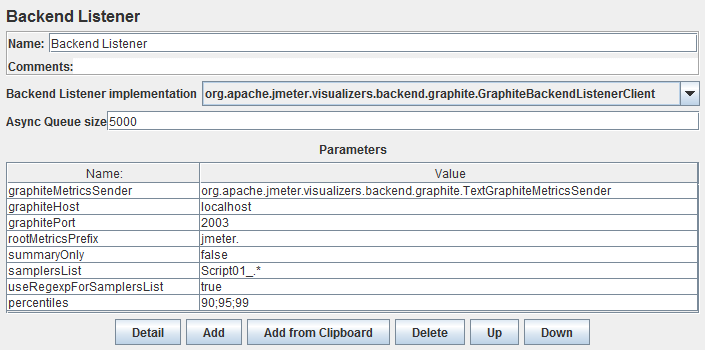 Backend Listener
Name: Backend Listener
Comments:
Backend Listener implementation org.apache.jmeter.visualizers.backend.graphite.GraphiteBackendListenerClient
Async Queue size 5000
Parameters
Name: Value
graphiteMetricsSender org.apache.jmeter.visualizers.backend.graphite.TextGraphiteMetricsSender
graphiteHost localhost
graphitePort 2003
rootMetricsPrefix jmeter.
summaryOnly false
samplersList Script01_.*
useRegexpForSamplersList true
percentiles 90;95;99
Detail Add Add from Clipboard Delete Up Down